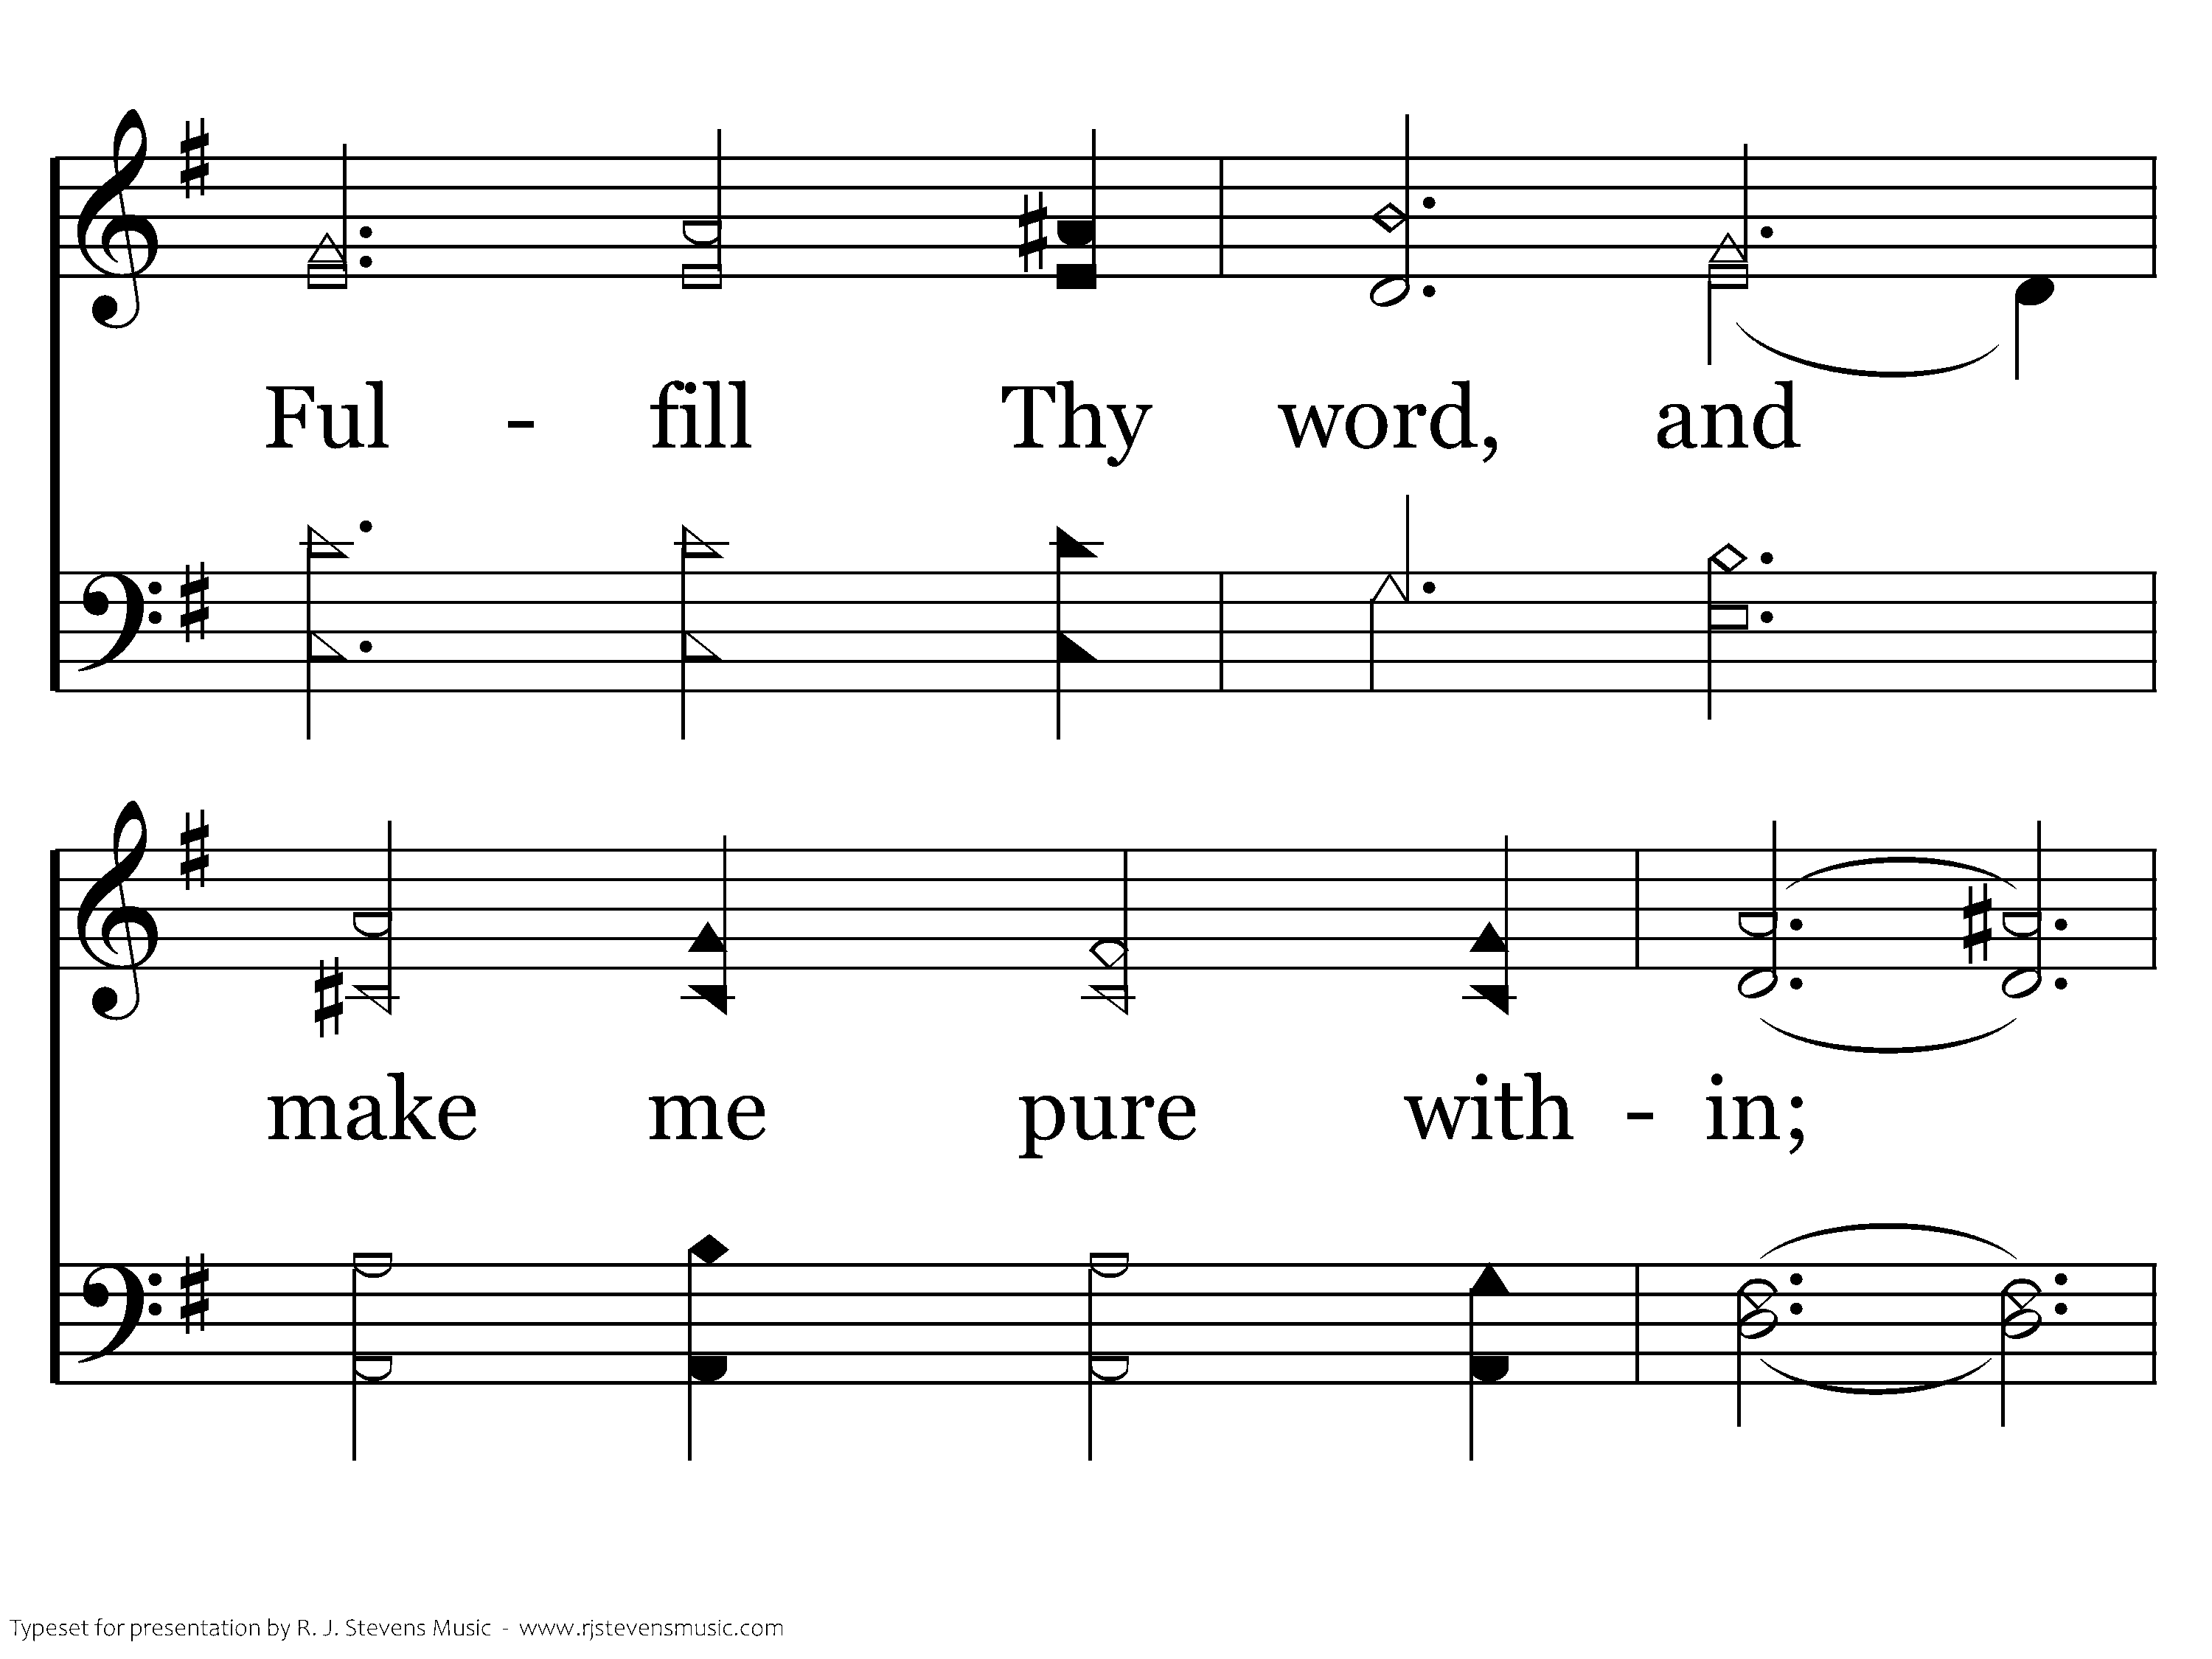 Ful - fill Thy word, and
make me pure with - in;
Typeset for presentation by R. J. Stevens Music - www.rjstevensmusic.com